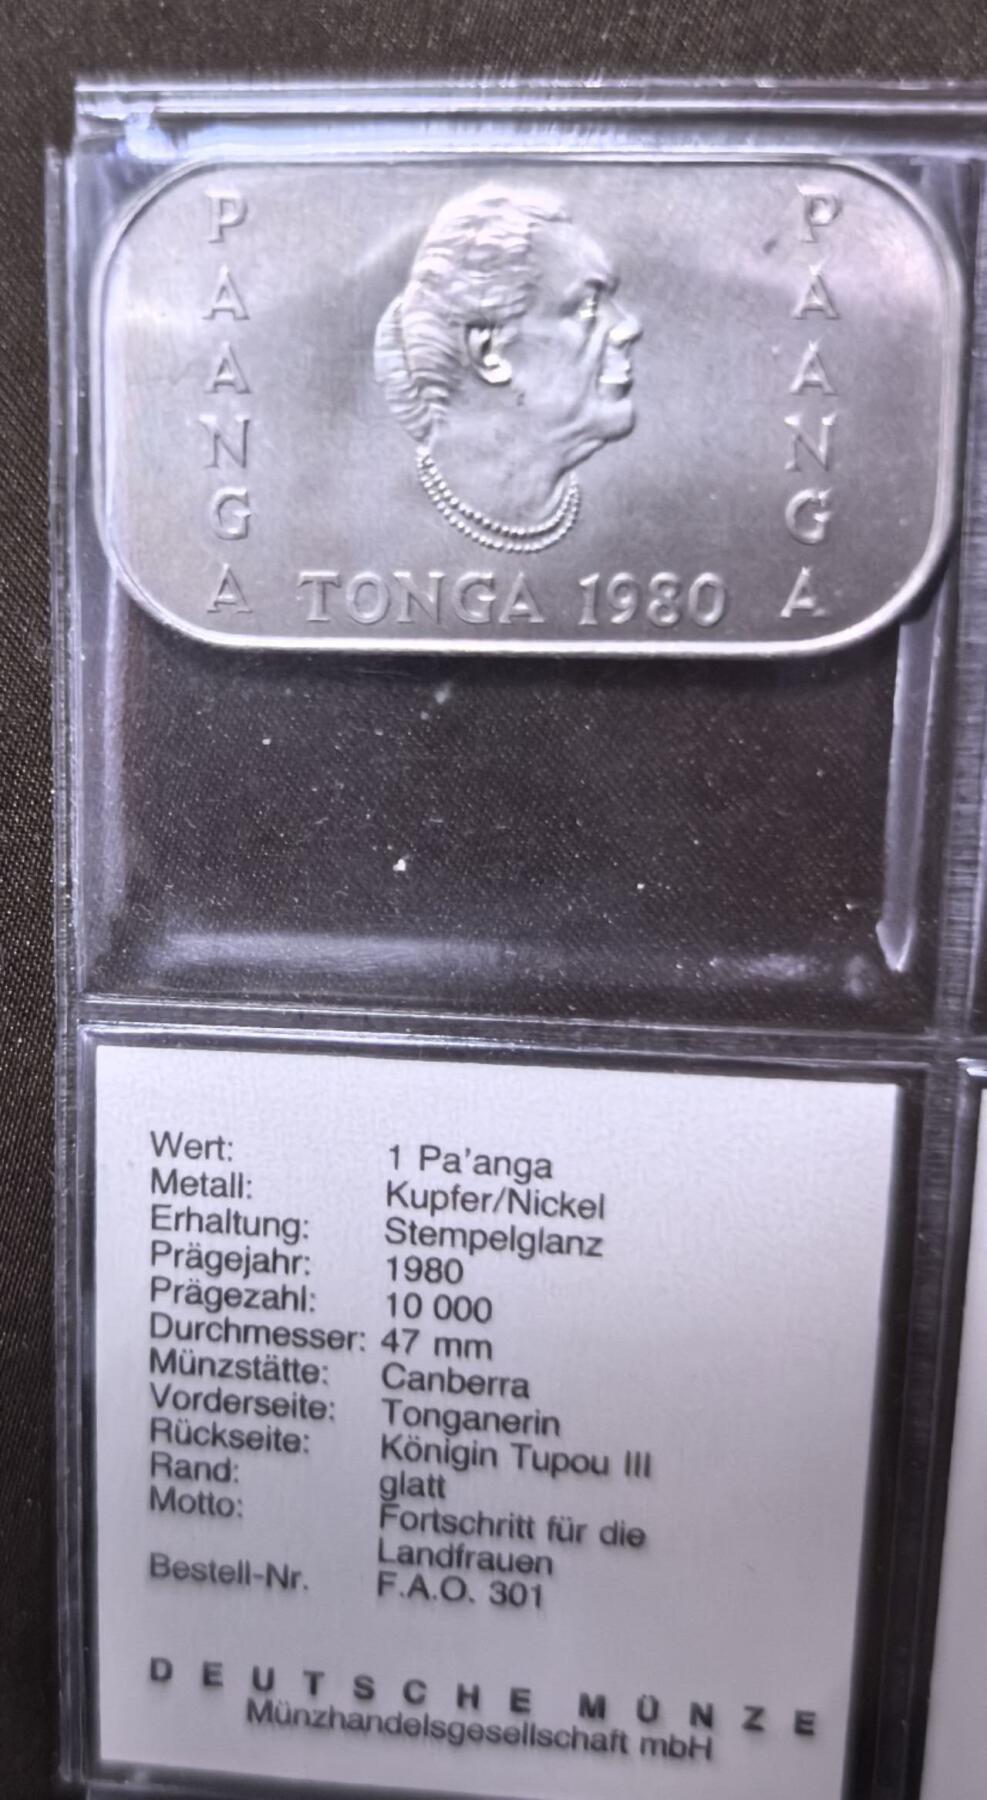 PAANGA
PAANGA
TONGA 1980
Wert: 1 Pa'anga
Metall: Kupfer/Nickel
Erhaltung: Stempelglanz
Prägejahr: 1980
Prägezahl: 10 000
Durchmesser: 47 mm
Münzstätte: Canberra
Vorderseite: Tonganerin
Rückseite: Königin Tupou III
Rand: glatt
Motto: Fortschritt für die
Landfrauen
Bestell-Nr. F.A.O. 301
DEUTSCHE MÜNZE
Münzhandelsgesellschaft mbH